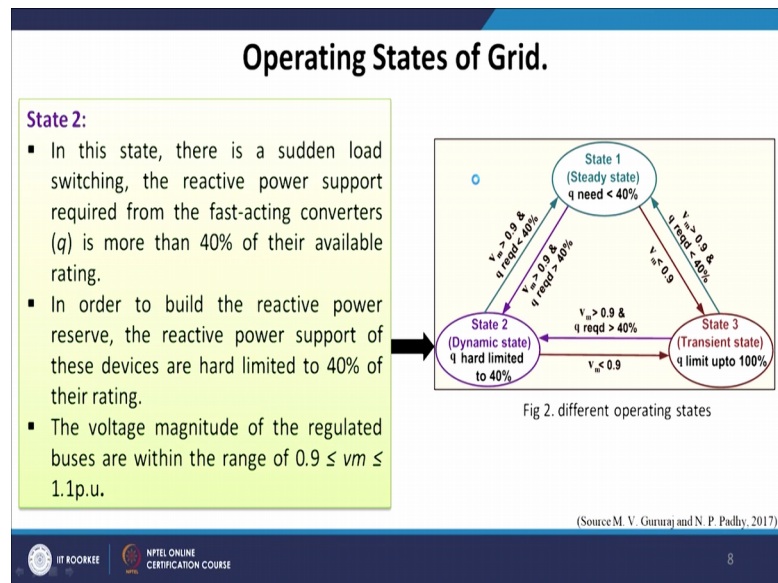 Operating States of Grid.
State 2:
▪ In this state, there is a sudden load
switching, the reactive power support
required from the fast-acting converters
(q) is more than 40% of their available
rating.
▪ In order to build the reactive power
reserve, the reactive power support of
these devices are hard limited to 40% of
their rating.
▪ The voltage magnitude of the regulated
buses are within the range of 0.9 ≤ vm ≤
1.1p.u.
State 1
(Steady state)
q need < 40%
Vm> 0.9 &
q reqd < 40%
Vm> 0.9 &
q reqd > 40%
Vm> 0.9 &
q reqd < 40%
Vm< 0.9
Vm> 0.9 &
q reqd > 40%
Vm< 0.9
State 2
(Dynamic state)
q hard limited
to 40%
State 3
(Transient state)
q limit upto 100%
Fig 2. different operating states
(Source M. V. Gururaj and N. P. Padhy, 2017)
IIT ROORKEE
NPTEL ONLINE
CERTIFICATION COURSE
8